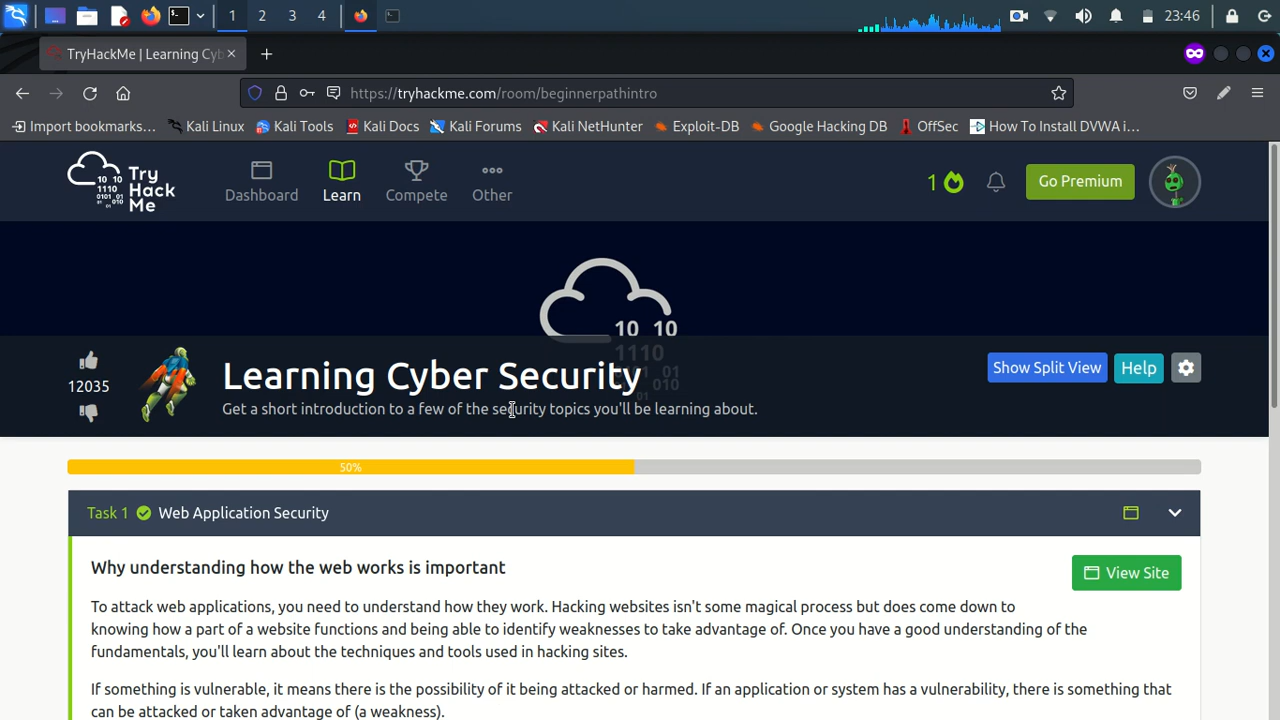 1 2 3 4 23:46
TryHackMe | Learning Cyb
https://tryhackme.com/room/beginnerpathintro
Import bookmarks... Kali Linux Kali Tools Kali Docs Kali Forums Kali NetHunter Exploit-DB Google Hacking DB OffSec How To Install DVWA i...
Try
Hack
Me
Dashboard Learn Compete Other 1 Go Premium
10 10
1110
12035
Learning Cyber Security
Get a short introduction to a few of the security topics you'll be learning about.
Show Split View Help
50%
Task 1 Web Application Security
Why understanding how the web works is important
View Site
To attack web applications, you need to understand how they work. Hacking websites isn't some magical process but does come down to
knowing how a part of a website functions and being able to identify weaknesses to take advantage of. Once you have a good understanding of the
fundamentals, you'll learn about the techniques and tools used in hacking sites.
If something is vulnerable, it means there is the possibility of it being attacked or harmed. If an application or system has a vulnerability, there is something that
can be attacked or taken advantage of (a weakness).